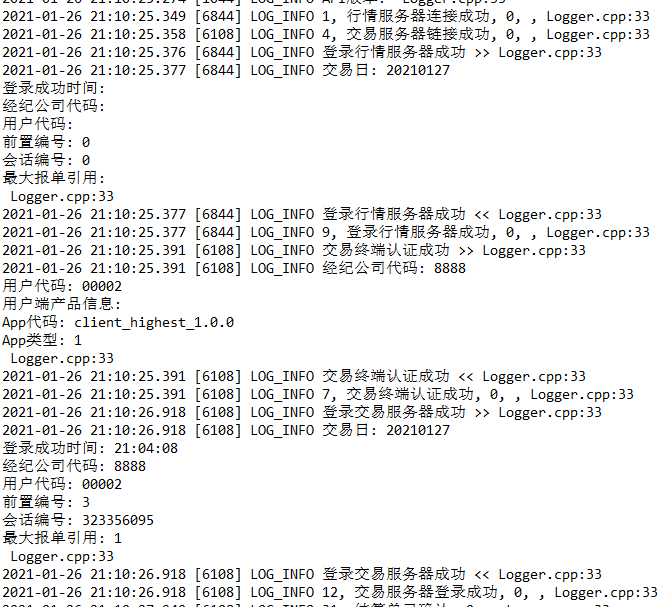 2021-01-26 21:10:25.349 [6844] LOG_INFO 1, 行情服务器连接成功, 0, , Logger.cpp:33
2021-01-26 21:10:25.358 [6108] LOG_INFO 4, 交易服务器链接成功, 0, , Logger.cpp:33
2021-01-26 21:10:25.376 [6844] LOG_INFO 登录行情服务器成功 >> Logger.cpp:33
2021-01-26 21:10:25.377 [6844] LOG_INFO 交易日: 20210127
登录成功时间:
经纪公司代码:
用户代码:
前置编号: 0
会话编号: 0
最大报单引用:
Logger.cpp:33
2021-01-26 21:10:25.377 [6844] LOG_INFO 登录行情服务器成功 << Logger.cpp:33
2021-01-26 21:10:25.377 [6844] LOG_INFO 9, 登录行情服务器成功, 0, , Logger.cpp:33
2021-01-26 21:10:25.391 [6108] LOG_INFO 交易终端认证成功 >> Logger.cpp:33
2021-01-26 21:10:25.391 [6108] LOG_INFO 经纪公司代码: 8888
用户代码: 00002
用户端产品信息:
App代码: client_highest_1.0.0
App类型: 1
Logger.cpp:33
2021-01-26 21:10:25.391 [6108] LOG_INFO 交易终端认证成功 << Logger.cpp:33
2021-01-26 21:10:25.391 [6108] LOG_INFO 7, 交易终端认证成功, 0, , Logger.cpp:33
2021-01-26 21:10:26.918 [6108] LOG_INFO 登录交易服务器成功 >> Logger.cpp:33
2021-01-26 21:10:26.918 [6108] LOG_INFO 交易日: 20210127
登录成功时间: 21:04:08
经纪公司代码: 8888
用户代码: 00002
前置编号: 3
会话编号: 323356095
最大报单引用: 1
Logger.cpp:33
2021-01-26 21:10:26.918 [6108] LOG_INFO 登录交易服务器成功 << Logger.cpp:33
2021-01-26 21:10:26.918 [6108] LOG_INFO 12, 交易服务器登录成功, 0, , Logger.cpp:33